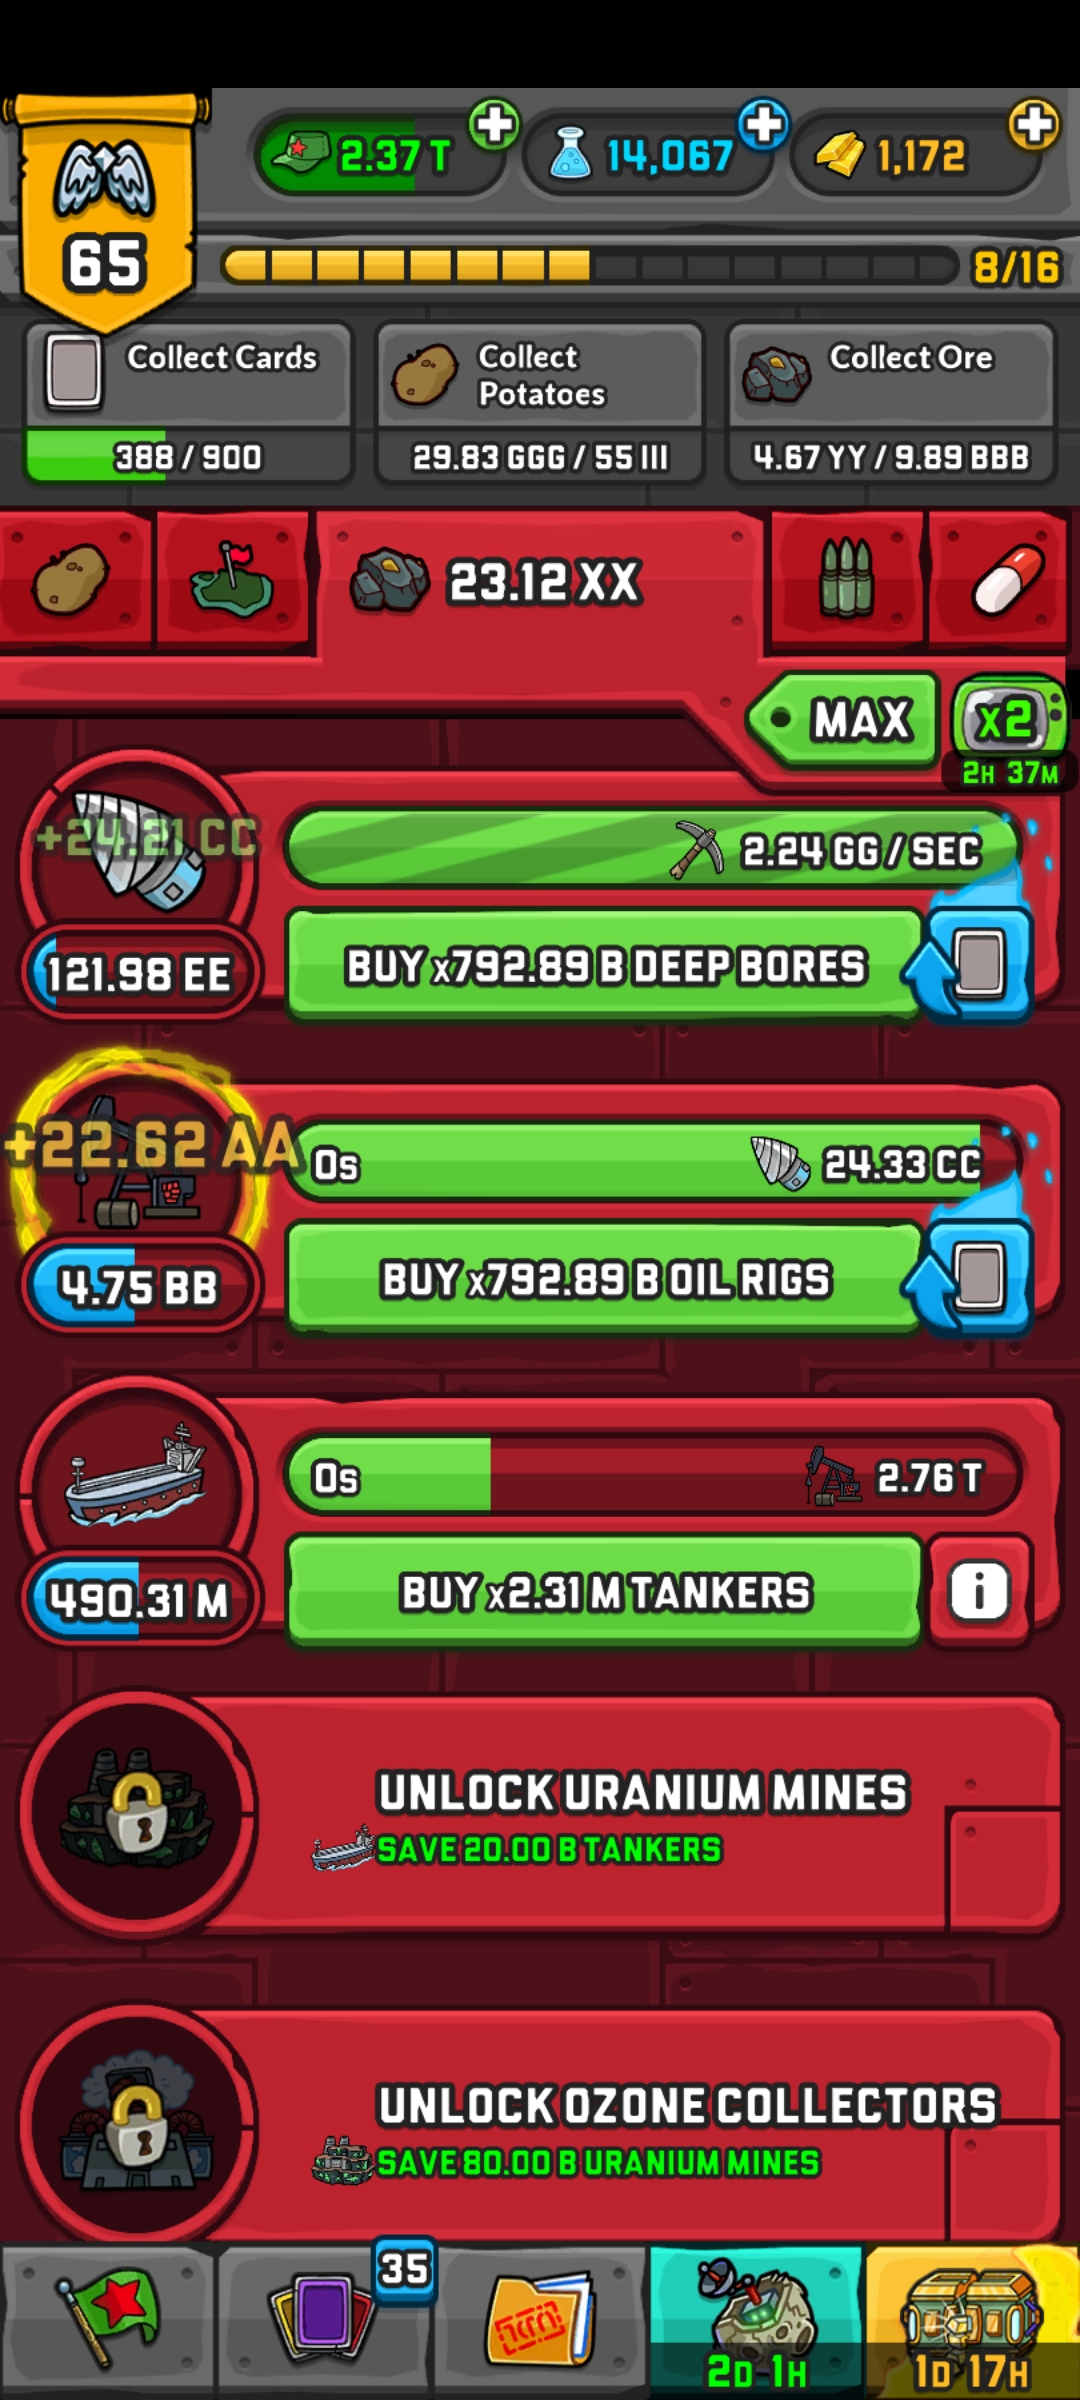 65
2.37 T
14,067
1,172
8/16
Collect Cards
388 / 900
Collect
Potatoes
29.83 GGG / 55 III
Collect Ore
4.67 YY / 9.89 BBB
23.12 XX
MAX
x2
2H 37M
+24.21 CC
2.24 GG / SEC
121.98 EE
BUY x792.89 B DEEP BORES
+22.62 AA
0s
24.33 CC
4.75 BB
BUY x792.89 B OIL RIGS
0s
2.76 T
490.31 M
BUY x2.31 M TANKERS
i
UNLOCK URANIUM MINES
SAVE 20.00 B TANKERS
UNLOCK OZONE COLLECTORS
SAVE 80.00 B URANIUM MINES
35
2D 1H
1D 17H